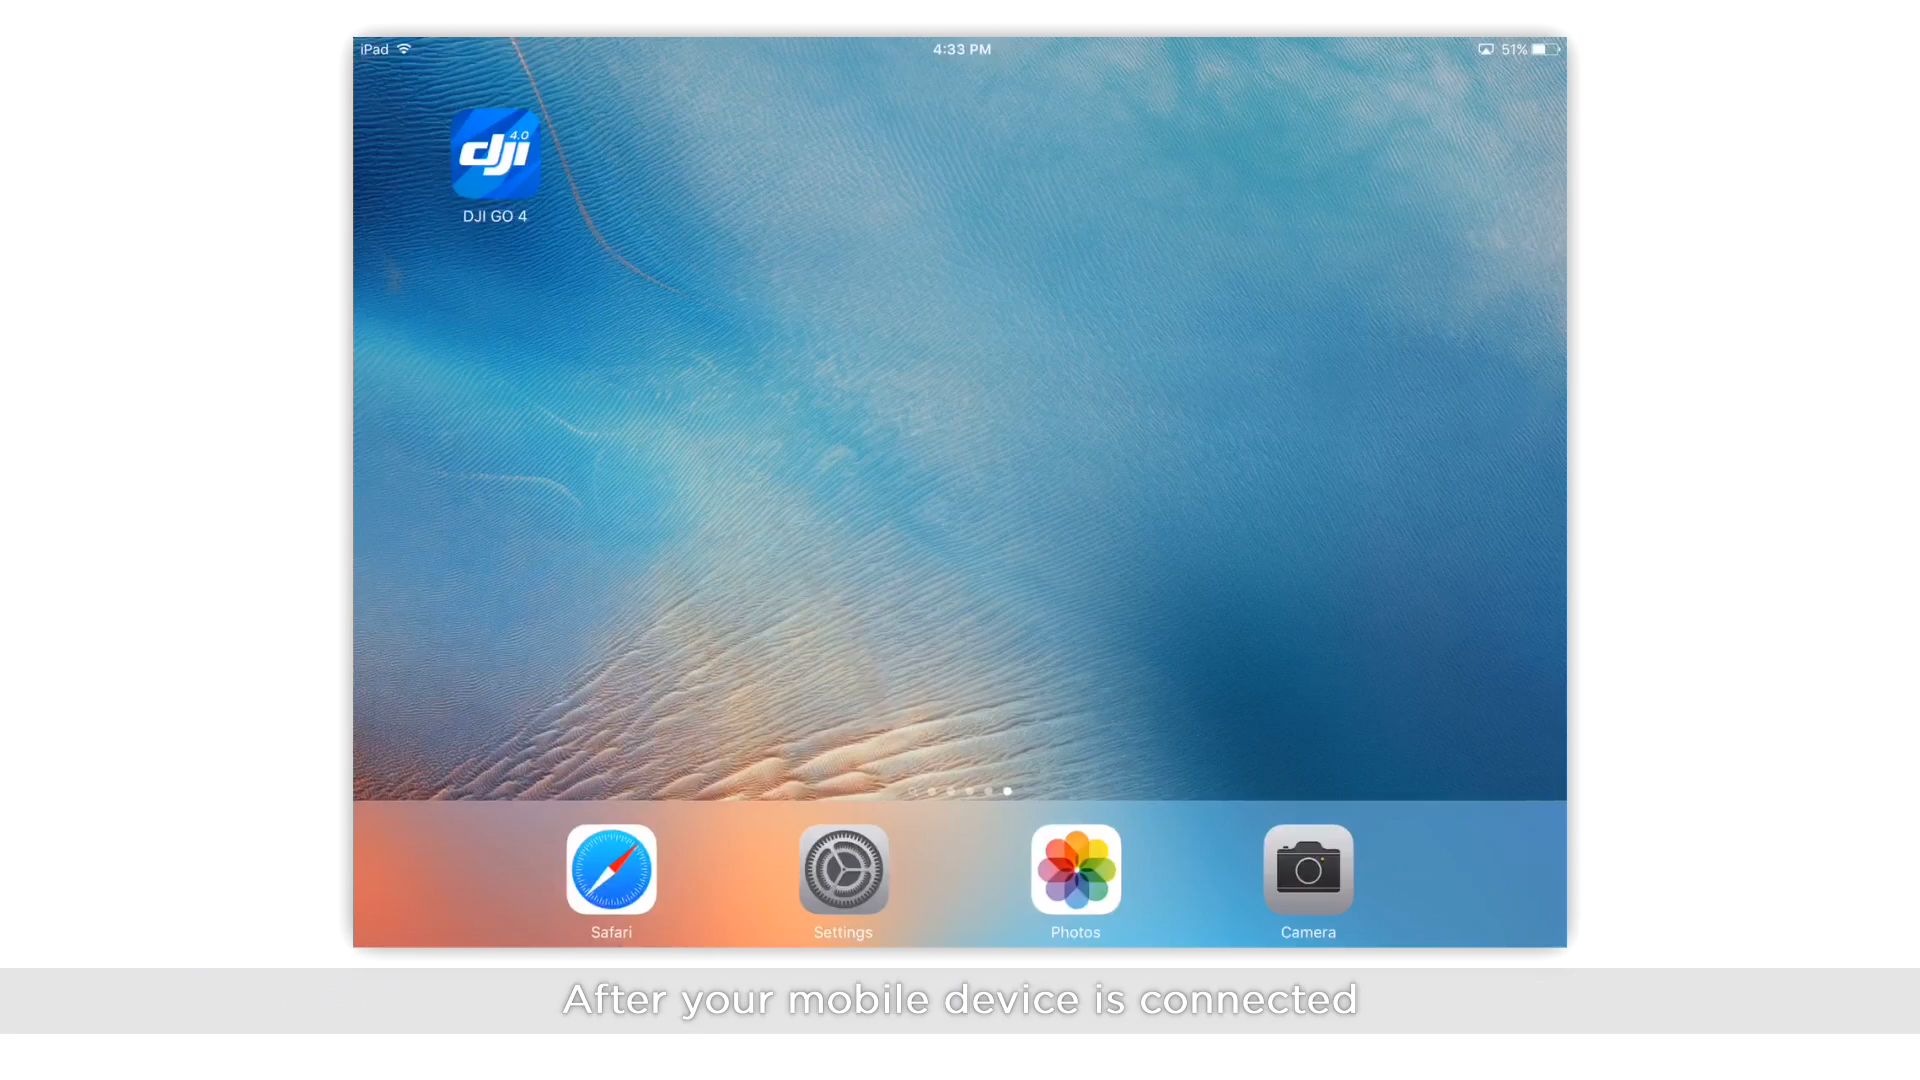 iPad 4:33 PM 51%
4.0
dji
DJI GO 4
Safari Settings Photos Camera
After your mobile device is connected